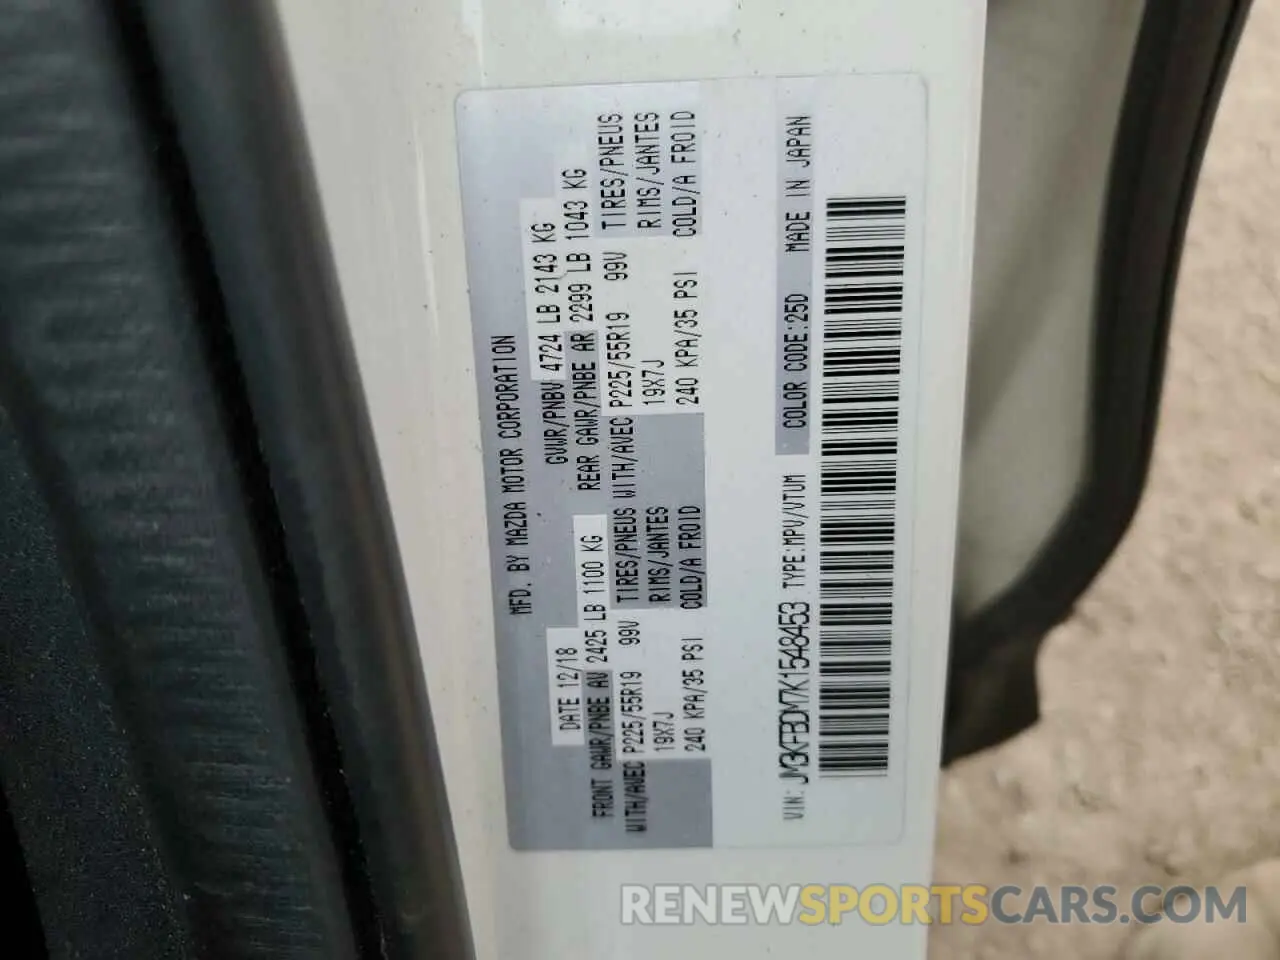 MFD. BY MAZDA MOTOR CORPORATION
DATE 12/18 GVWR/PNBV 4724 LB 2143 KG
FRONT GAWR/PNBE AV 2425 LB 1100 KG REAR GAWR/PNBE AR 2299 LB 1043 KG
WITH/AVEC P225/55R19 99V TIRES/PNEUS WITH/AVEC P225/55R19 99V TIRES/PNEUS
19X7J RIMS/JANTES 19X7J RIMS/JANTES
240 KPA/35 PSI COLD/A FROID 240 KPA/35 PSI COLD/A FROID
VIN: JM3KFBDM7K1548453 TYPE:MPV/VTUM COLOR CODE:25D MADE IN JAPAN
RENEWSPORTSCARS.COM